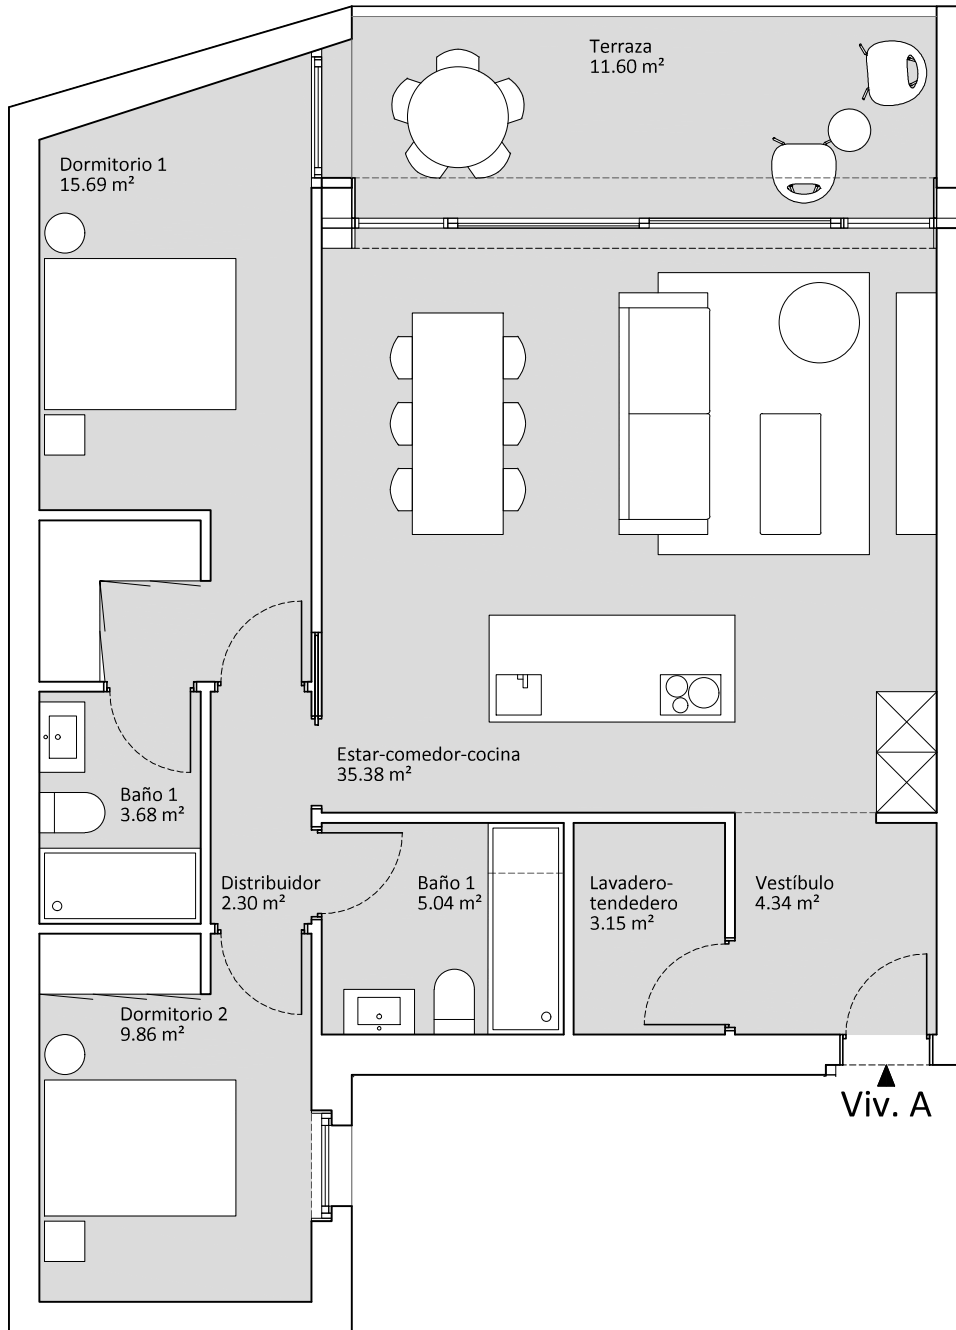 Terraza
11.60 m²
Dormitorio 1
15.69 m²
Estar-comedor-cocina
35.38 m²
Baño 1
3.68 m²
Distribuidor
2.30 m²
Baño 1
5.04 m²
Lavadero-
tendedero
3.15 m²
Vestíbulo
4.34 m²
Dormitorio 2
9.86 m²
Viv. A